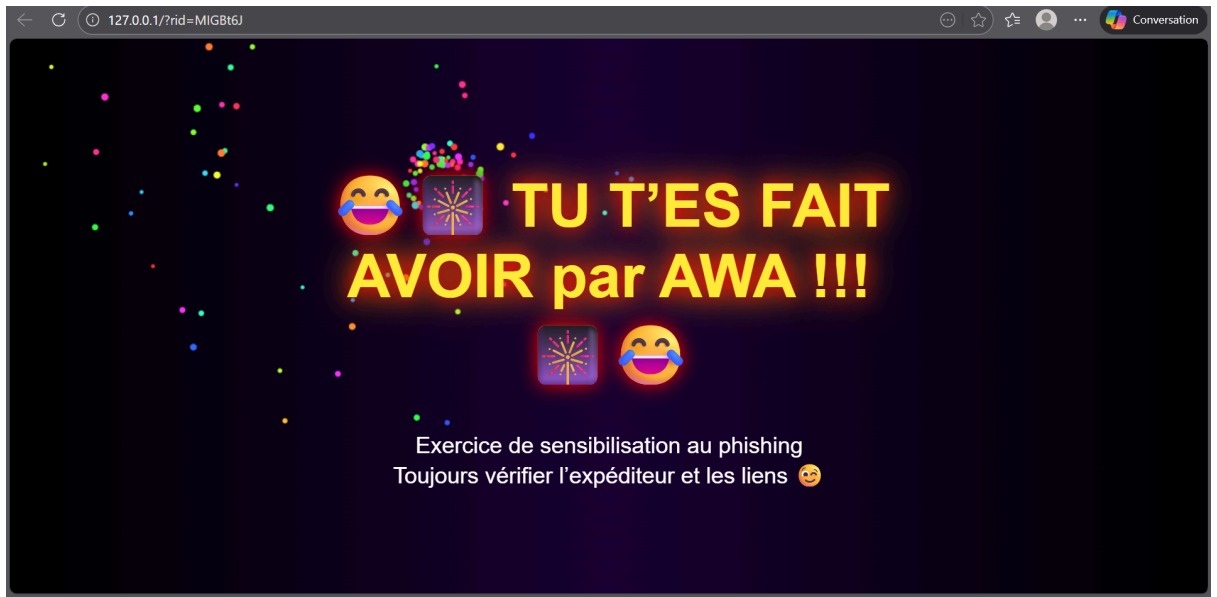 127.0.0.1/?rid=MIGBt6J
Conversation
😂🎆 TU T’ES FAIT
AVOIR par AWA !!!
🎆😂
Exercice de sensibilisation au phishing
Toujours vérifier l’expéditeur et les liens 😉